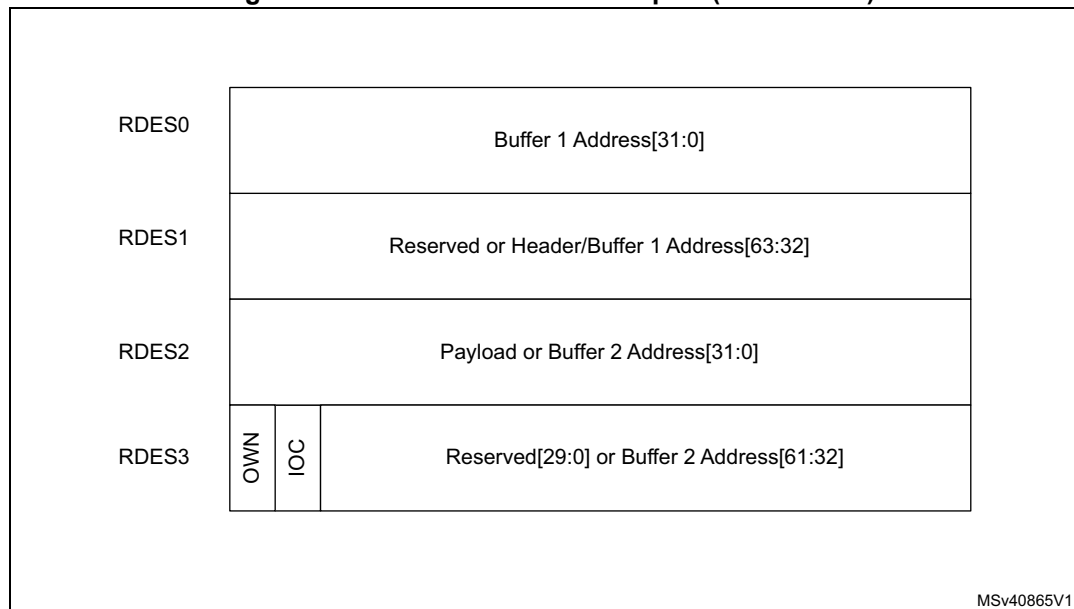 RDES0
Buffer 1 Address[31:0]
RDES1
Reserved or Header/Buffer 1 Address[63:32]
RDES2
Payload or Buffer 2 Address[31:0]
RDES3
OWN
IOC
Reserved[29:0] or Buffer 2 Address[61:32]
MSv40865V1